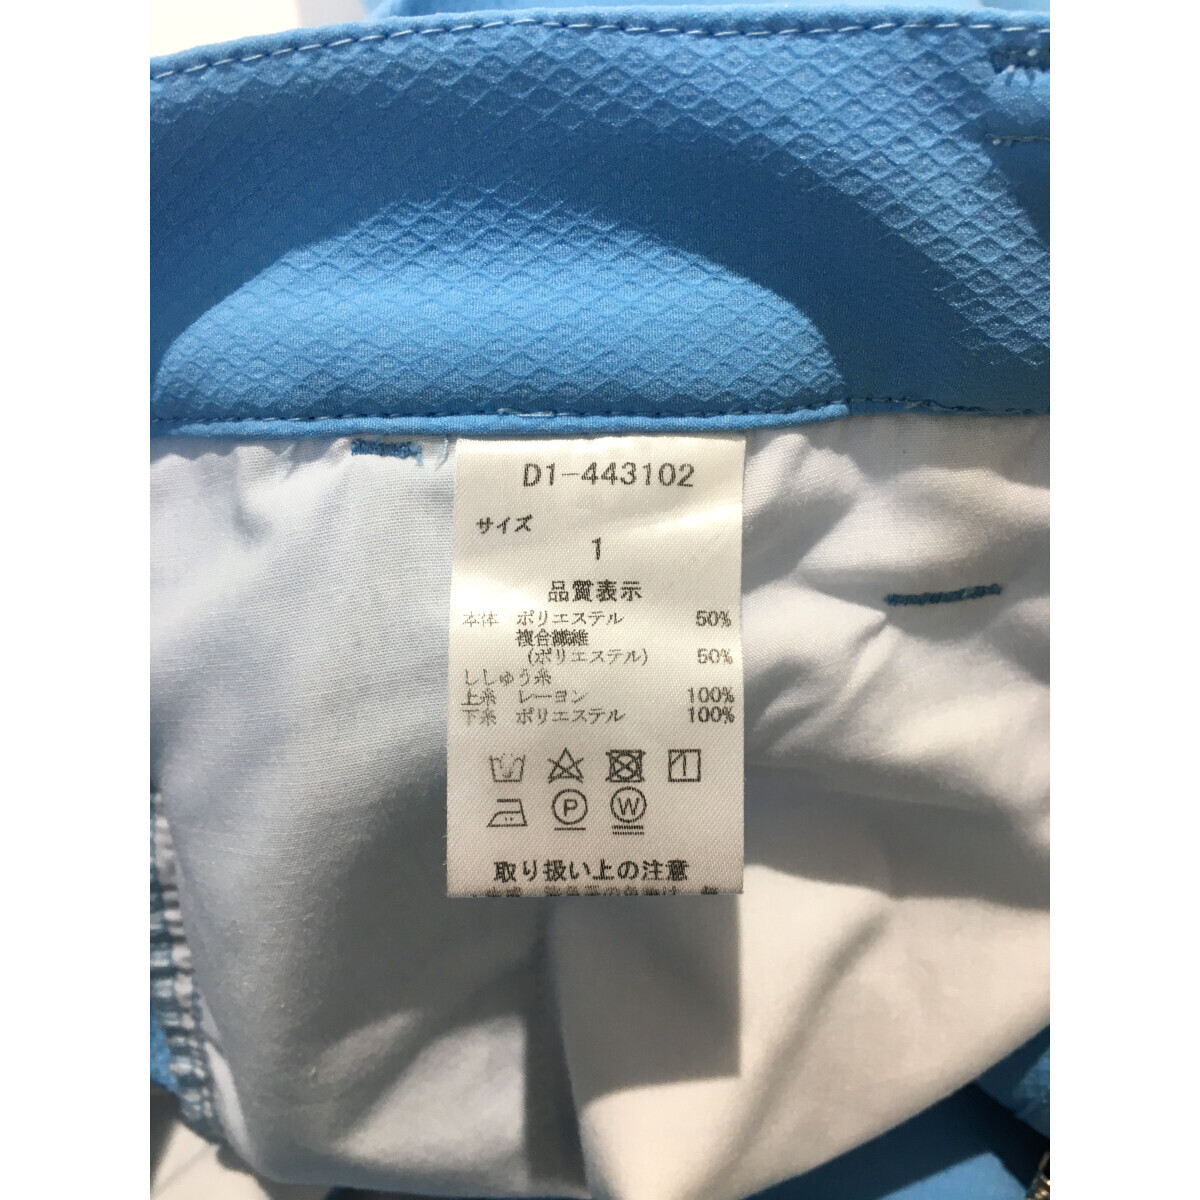 D1-443102
サイズ
1
品質表示
本体 ポリエステル 50%
複合繊維
(ポリエステル) 50%
ししゅう糸
上糸 レーヨン 100%
下糸 ポリエステル 100%
P W
取り扱い上の注意